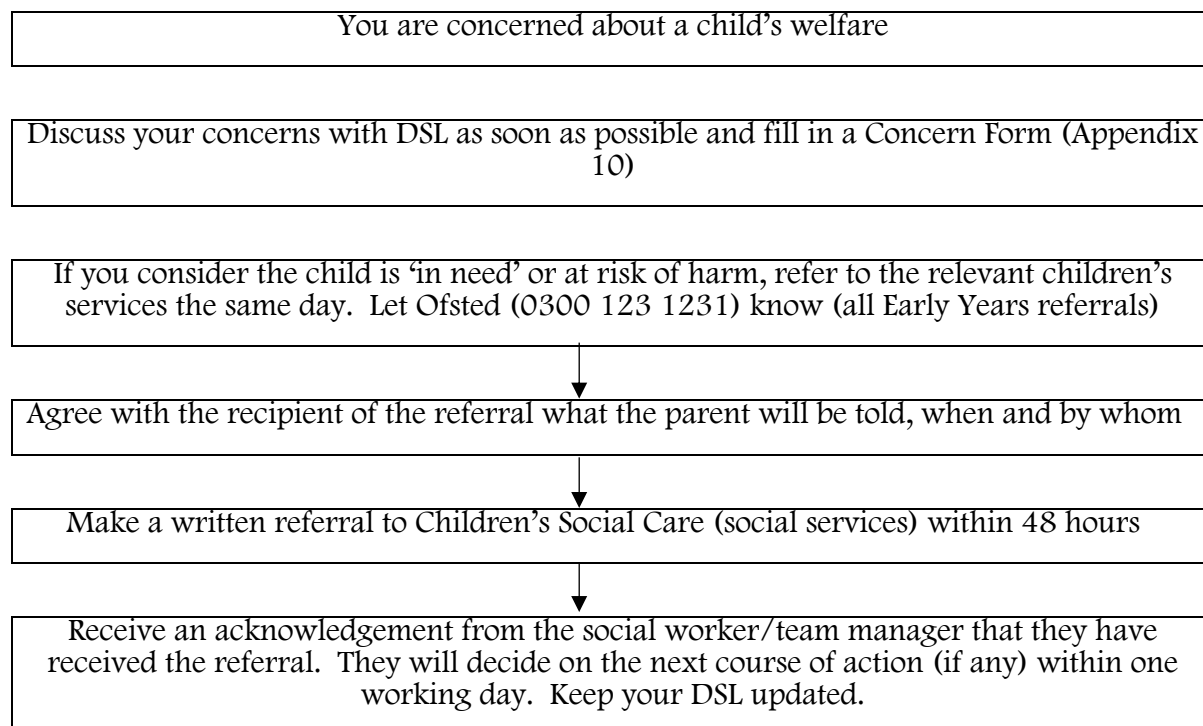 You are concerned about a child’s welfare
Discuss your concerns with DSL as soon as possible and fill in a Concern Form (Appendix
10)
If you consider the child is ‘in need’ or at risk of harm, refer to the relevant children’s
services the same day.  Let Ofsted (0300 123 1231) know (all Early Years referrals)
Agree with the recipient of the referral what the parent will be told, when and by whom
Make a written referral to Children’s Social Care (social services) within 48 hours
Receive an acknowledgement from the social worker/team manager that they have
received the referral.  They will decide on the next course of action (if any) within one
working day.  Keep your DSL updated.